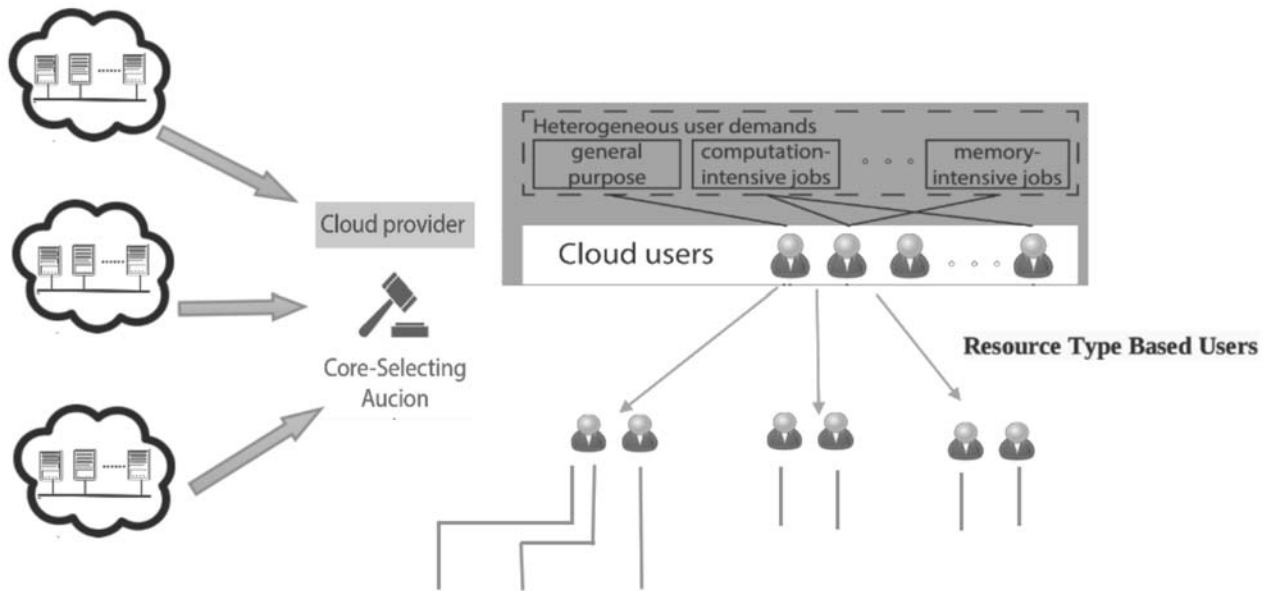 Heterogeneous user demands
general
purpose
computation-
intensive jobs
memory-
intensive jobs
Cloud provider
Cloud users
Core-Selecting
Aucion
Resource Type Based Users